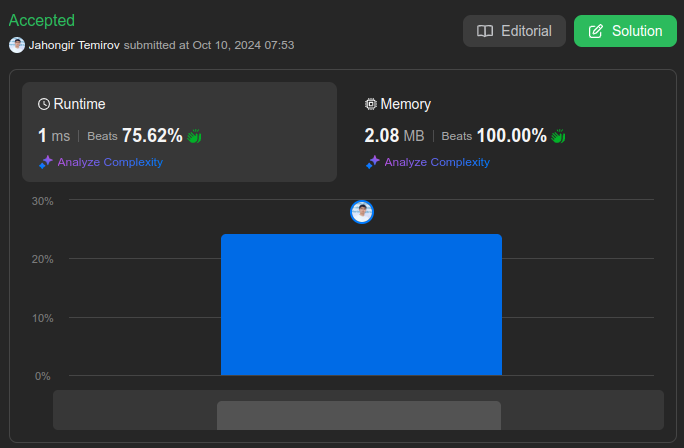 Accepted
Jahongir Temirov submitted at Oct 10, 2024 07:53
Editorial
Solution
Runtime
1 ms | Beats 75.62%
Analyze Complexity
Memory
2.08 MB | Beats 100.00%
Analyze Complexity
30%
20%
10%
0%